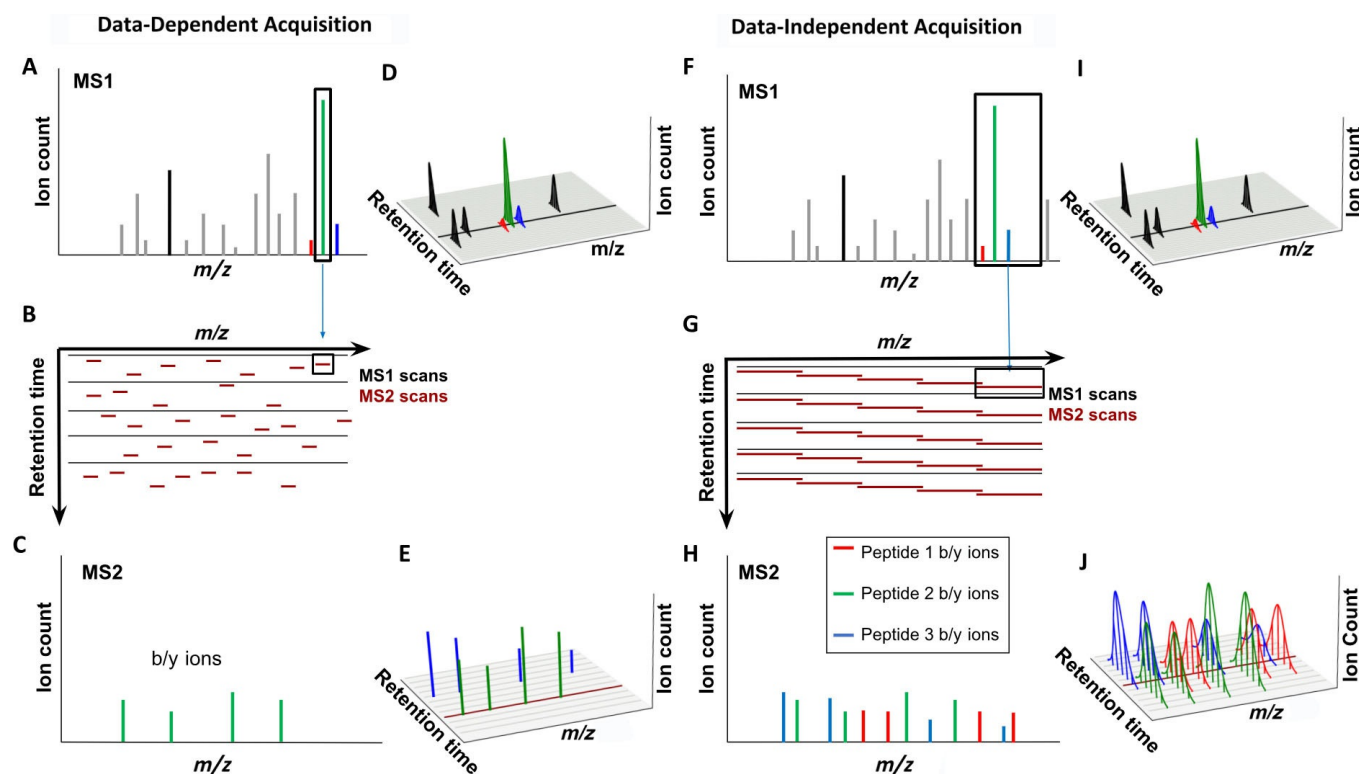 Data-Dependent Acquisition
A
MS1
Ion count
m/z
D
Retention time
m/z
Ion count
B
m/z
Retention time
MS1 scans
MS2 scans
C
MS2
Ion count
b/y ions
m/z
E
Retention time
m/z
Ion count
Data-Independent Acquisition
F
MS1
Ion count
m/z
I
Retention time
m/z
Ion count
G
m/z
Retention time
MS1 scans
MS2 scans
H
MS2
Ion count
Peptide 1 b/y ions
Peptide 2 b/y ions
Peptide 3 b/y ions
m/z
J
Retention time
m/z
Ion Count